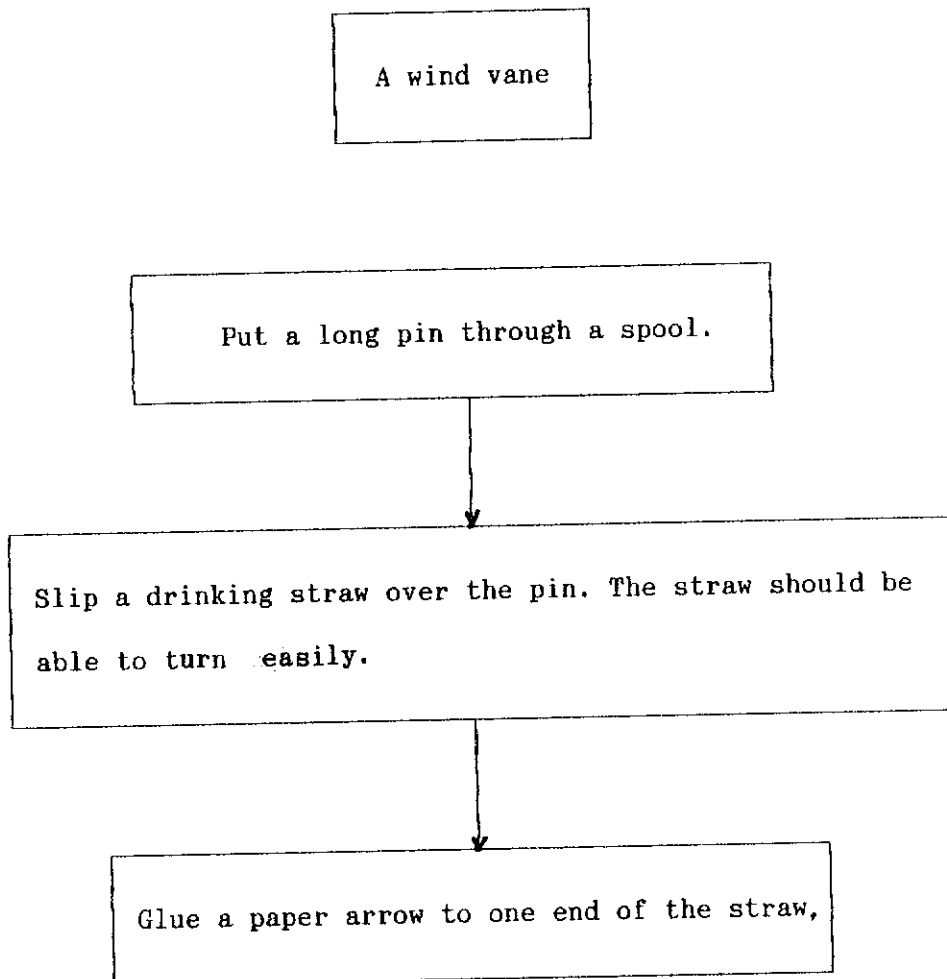 A wind vane
Put a long pin through a spool.
Slip a drinking straw over the pin. The straw should be
able to turn easily.
Glue a paper arrow to one end of the straw,